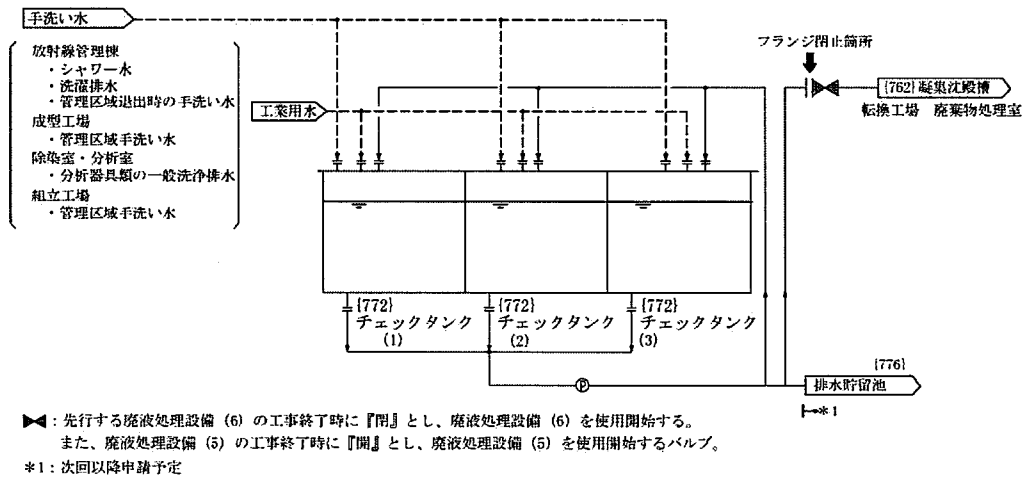 手洗い水
放射線管理棟
・シャワー水
・洗濯排水
・管理区域退出時の手洗い水
成型工場
・管理区域手洗い水
除染室・分析室
・分析器具類の一般洗浄排水
組立工場
・管理区域手洗い水
工業用水
フランジ閉止箇所
{762} 凝集沈殿槽
転換工場 廃棄物処理室
{772}
チェックタンク
(1)
{772}
チェックタンク
(2)
{772}
チェックタンク
(3)
P
{776}
排水貯留池
*1
:先行する廃液処理設備 (6) の工事終了時に『閉』とし、廃液処理設備 (6) を使用開始する。
また、廃液処理設備 (5) の工事終了時に『開』とし、廃液処理設備 (5) を使用開始するバルブ。
*1:次回以降申請予定